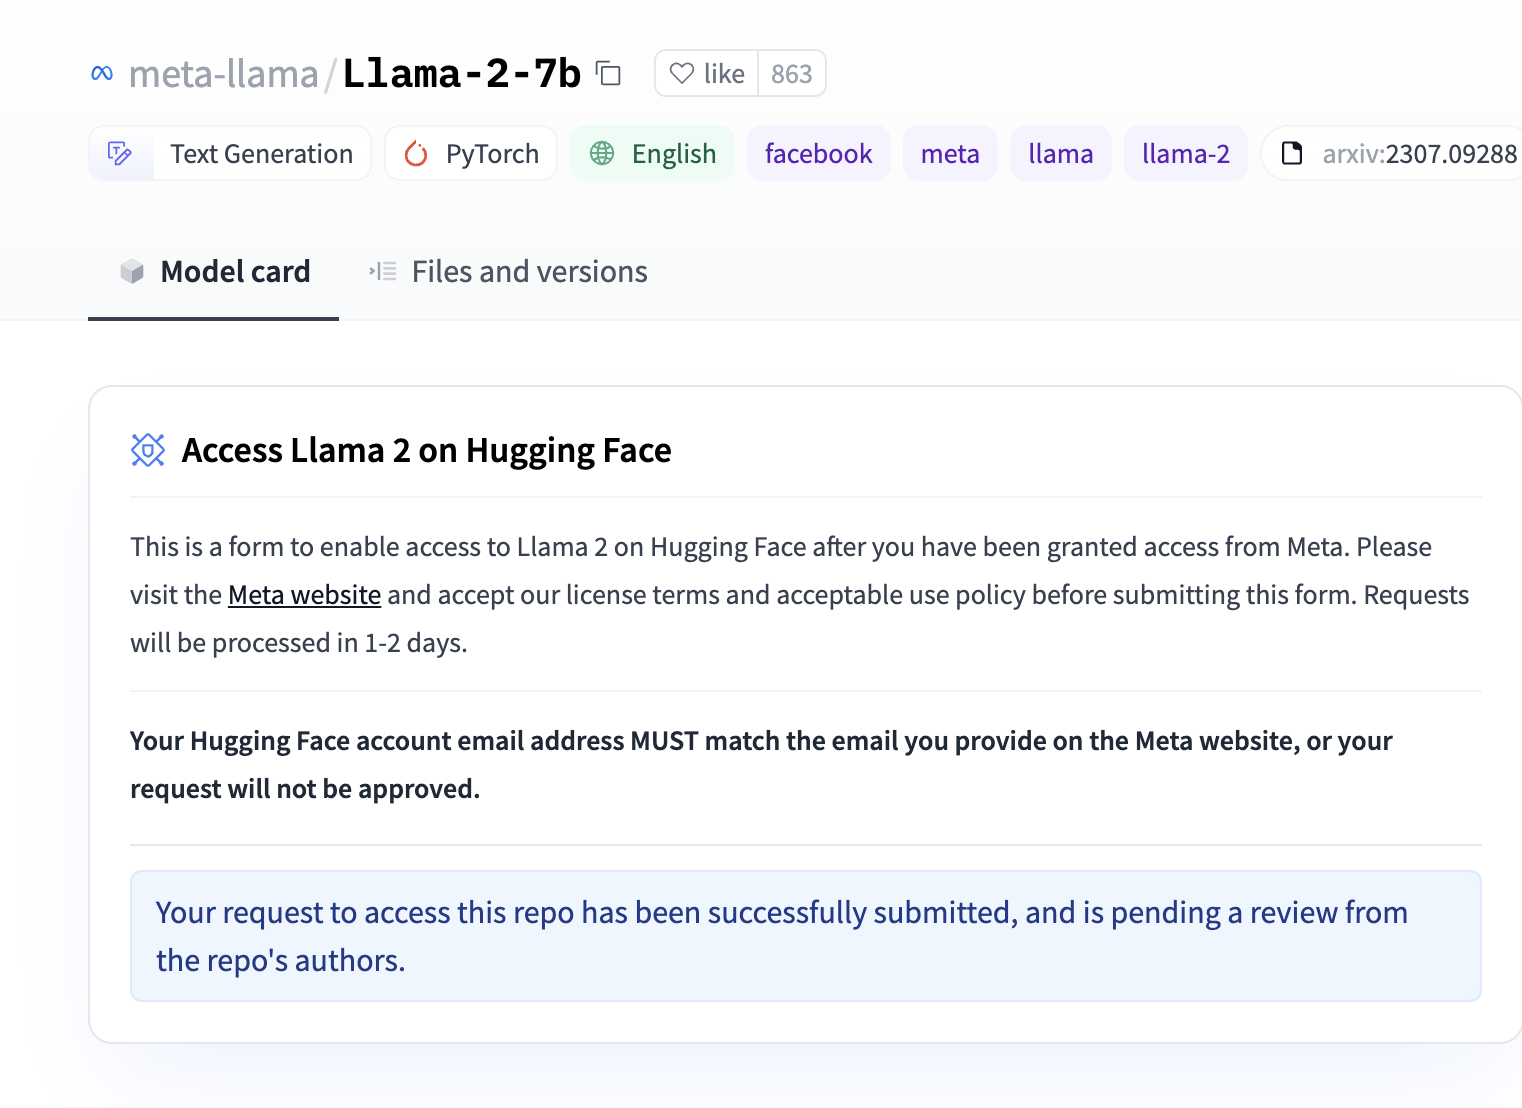 meta-llama/Llama-2-7b like 863
Text Generation PyTorch English facebook meta llama llama-2 arxiv:2307.09288
Model card Files and versions
Access Llama 2 on Hugging Face
This is a form to enable access to Llama 2 on Hugging Face after you have been granted access from Meta. Please
visit the Meta website and accept our license terms and acceptable use policy before submitting this form. Requests
will be processed in 1-2 days.
Your Hugging Face account email address MUST match the email you provide on the Meta website, or your
request will not be approved.
Your request to access this repo has been successfully submitted, and is pending a review from
the repo's authors.